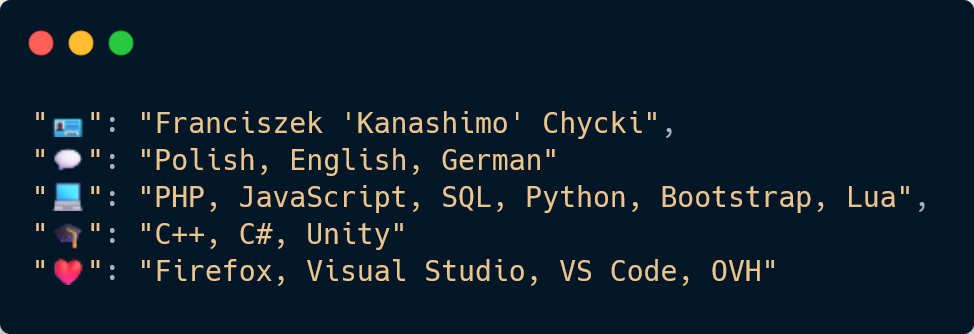 "🪪": "Franciszek 'Kanashimo' Chycki",
"💬": "Polish, English, German"
"💻": "PHP, JavaScript, SQL, Python, Bootstrap, Lua",
"🎓": "C++, C#, Unity"
"❤️": "Firefox, Visual Studio, VS Code, OVH"